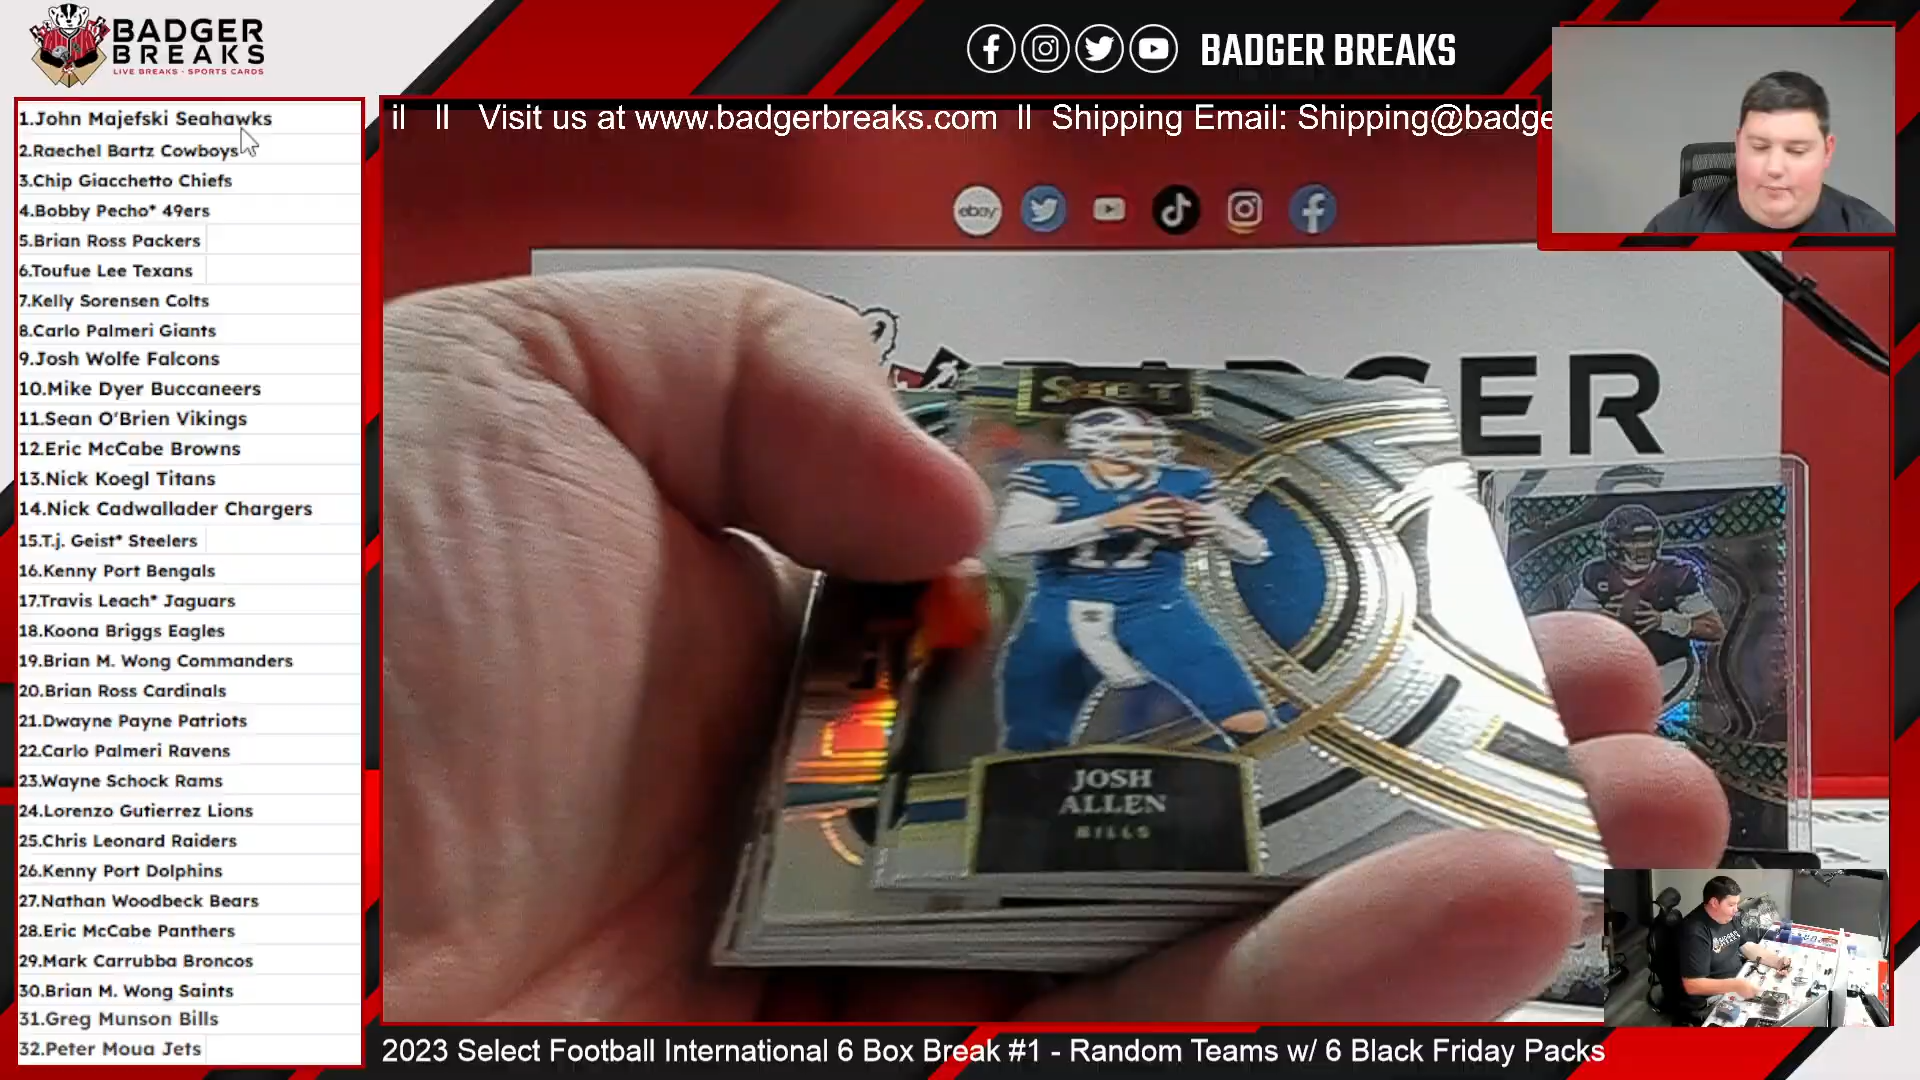 BADGER
BREAKS
LIVE BREAKS - SPORTS CARDS
BADGER BREAKS
il ll Visit us at www.badgerbreaks.com ll Shipping Email: Shipping@badge
1.John Majefski Seahawks
2.Raechel Bartz Cowboys
3.Chip Giacchetto Chiefs
4.Bobby Pecho* 49ers
5.Brian Ross Packers
6.Toufue Lee Texans
7.Kelly Sorensen Colts
8.Carlo Palmeri Giants
9.Josh Wolfe Falcons
10.Mike Dyer Buccaneers
11.Sean O'Brien Vikings
12.Eric McCabe Browns
13.Nick Koegl Titans
14.Nick Cadwallader Chargers
15.T.j. Geist* Steelers
16.Kenny Port Bengals
17.Travis Leach* Jaguars
18.Koona Briggs Eagles
19.Brian M. Wong Commanders
20.Brian Ross Cardinals
21.Dwayne Payne Patriots
22.Carlo Palmeri Ravens
23.Wayne Schock Rams
24.Lorenzo Gutierrez Lions
25.Chris Leonard Raiders
26.Kenny Port Dolphins
27.Nathan Woodbeck Bears
28.Eric McCabe Panthers
29.Mark Carrubba Broncos
30.Brian M. Wong Saints
31.Greg Munson Bills
32.Peter Moua Jets
ebay
BADGER
SELECT
17
JOSH
ALLEN
BILLS
2023 Select Football International 6 Box Break #1 - Random Teams w/ 6 Black Friday Packs